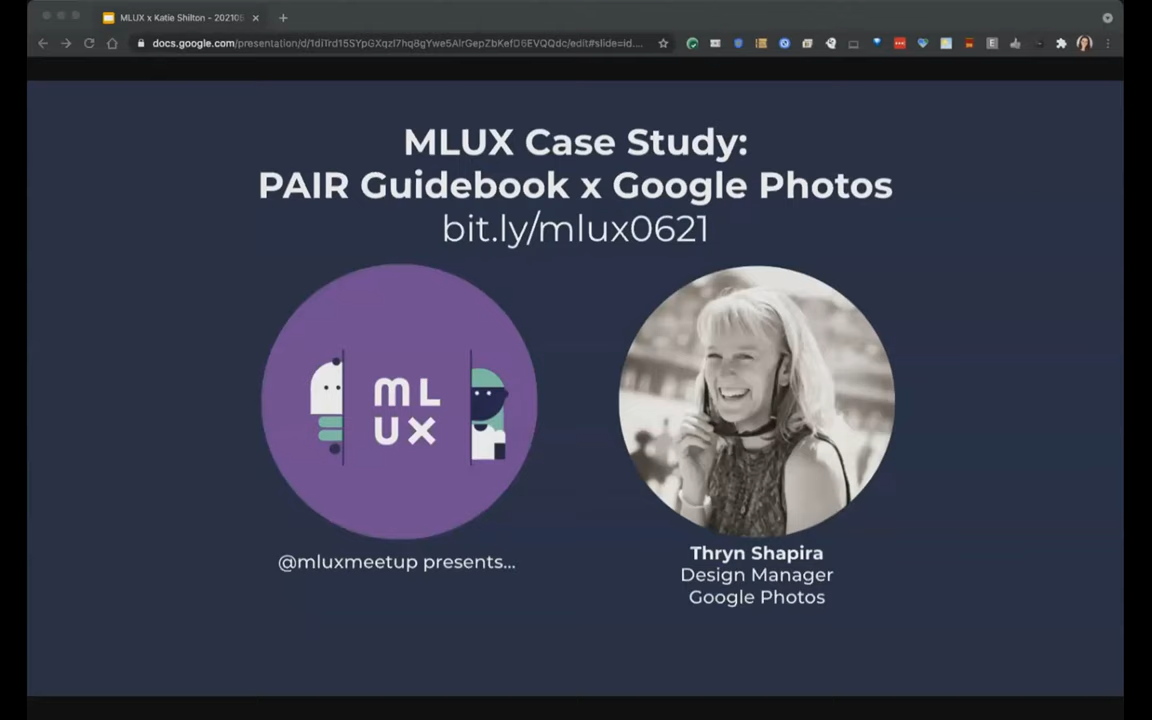 MLUX x Katie Shilton - 20210
docs.google.com/presentation/d/
MLUX Case Study:
PAIR Guidebook x Google Photos
bit.ly/mlux0621
mL
UX
@mluxmeetup presents...
Thryn Shapira
Design Manager
Google Photos